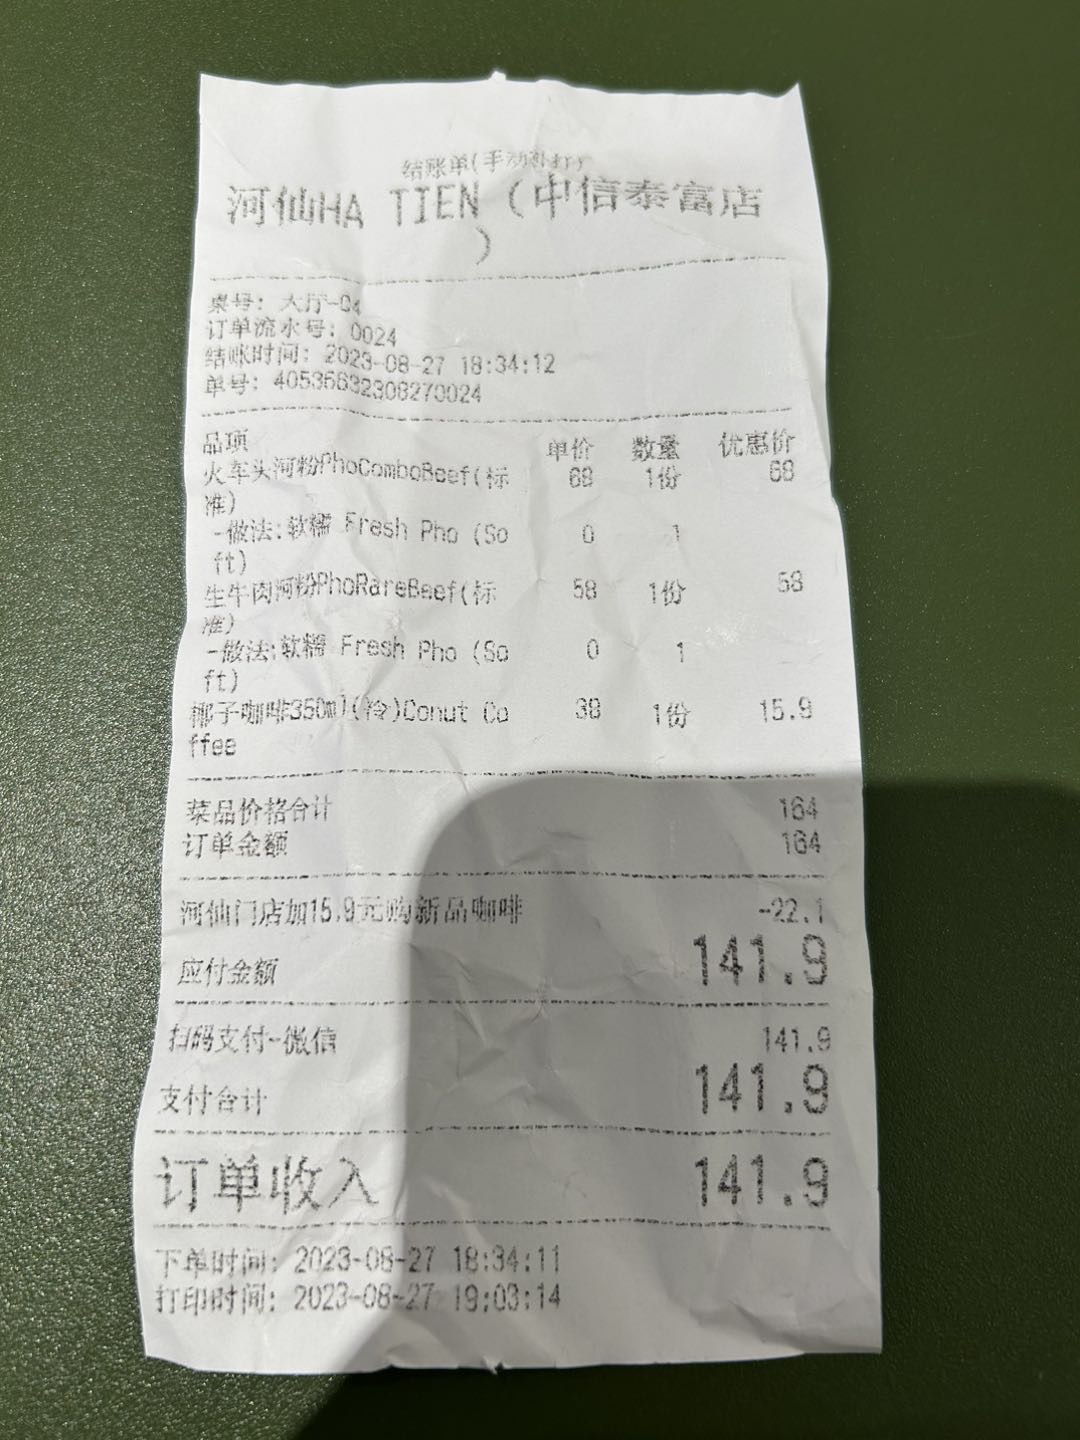 结账单(手动补打)
河仙HA TIEN (中信泰富店
)
桌号: 大厅-04
订单流水号: 0024
结账时间: 2023-08-27 18:34:12
单号: 40535832308270024
品项 单价 数量 优惠价
火车头河粉PhoComboBeef(标 68 1份 68
准)
-做法:软糯 Fresh Pho (So 0 1
ft)
生牛肉河粉PhoRareBeef(标 58 1份 58
准)
-做法:软糯 Fresh Pho (So 0 1
ft)
椰子咖啡350ml(冷)Conut Co 38 1份 15.9
ffee
菜品价格合计 164
订单金额 164
河仙门店加15.9元购新品咖啡 -22.1
应付金额 141.9
扫码支付-微信 141.9
支付合计 141.9
订单收入 141.9
下单时间: 2023-08-27 18:34:11
打印时间: 2023-08-27 19:03:14